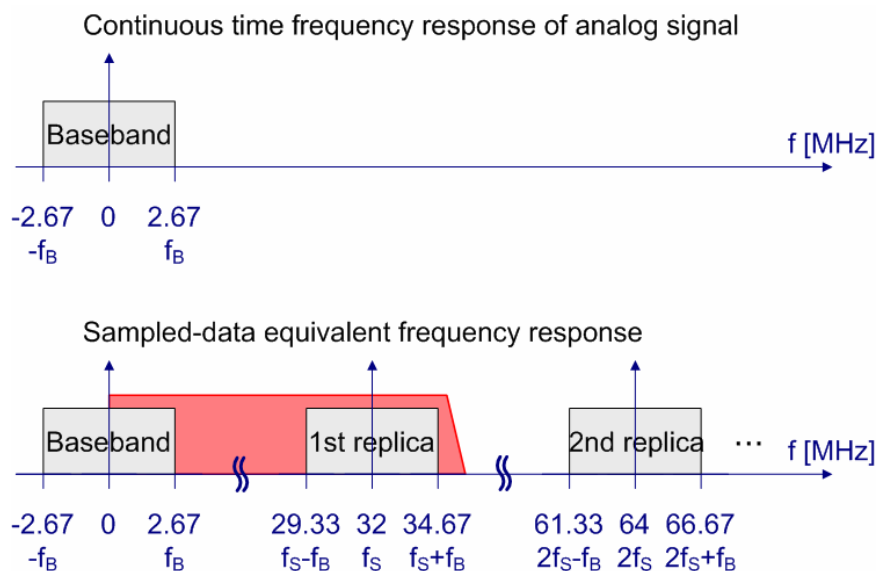 Continuous time frequency response of analog signal
Baseband
f [MHz]
-2.67 0 2.67
-fB fB
Sampled-data equivalent frequency response
Baseband 1st replica 2nd replica ...
f [MHz]
-2.67 0 2.67 29.33 32 34.67 61.33 64 66.67
-fB fB fS-fB fS fS+fB 2fS-fB 2fS 2fS+fB